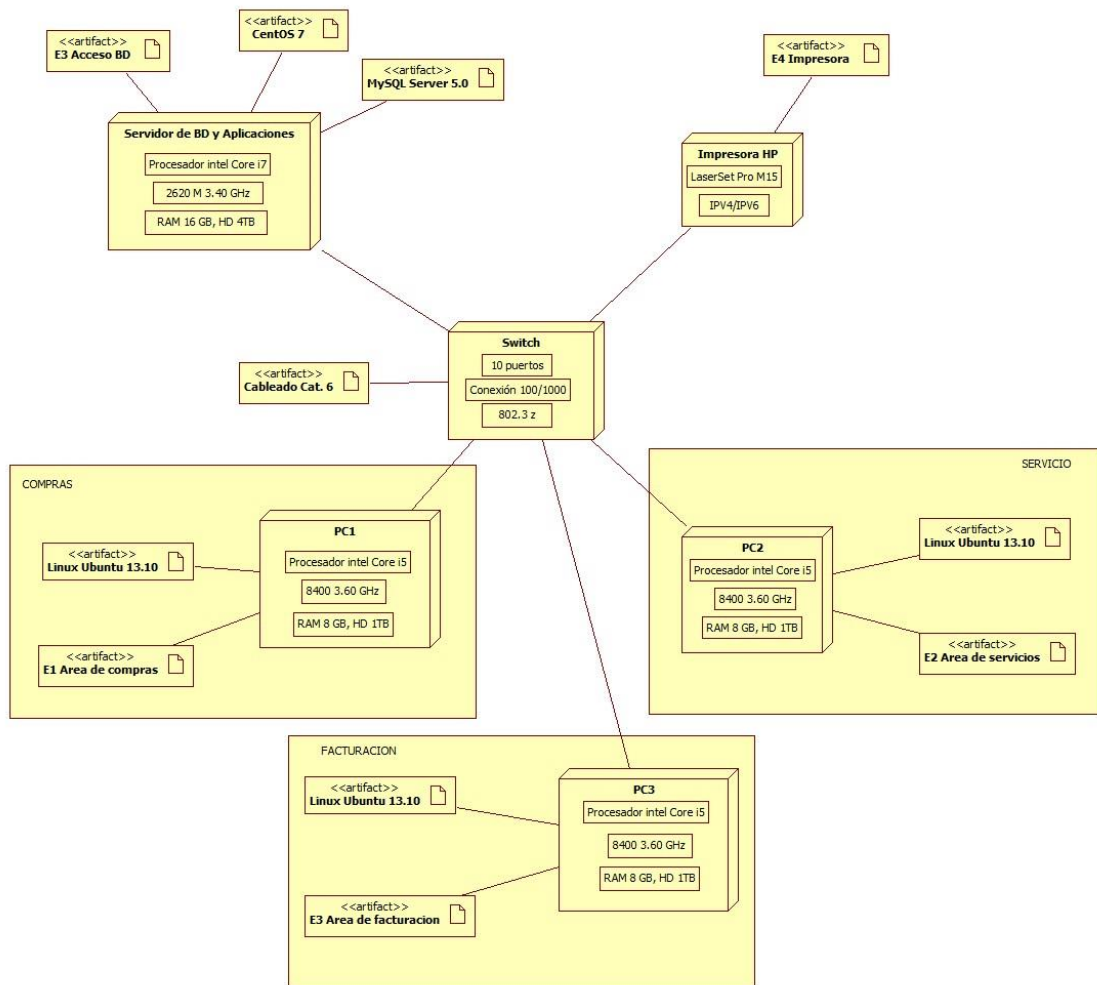 <<artifact>>
E3 Acceso BD
<<artifact>>
CentOS 7
<<artifact>>
MySQL Server 5.0
<<artifact>>
E4 Impresora
Servidor de BD y Aplicaciones
Procesador intel Core i7
2620 M 3.40 GHz
RAM 16 GB, HD 4TB
Impresora HP
LaserSet Pro M15
IPV4/IPV6
Switch
10 puertos
Conexión 100/1000
802.3 z
<<artifact>>
Cableado Cat. 6
COMPRAS
PC1
Procesador intel Core i5
8400 3.60 GHz
RAM 8 GB, HD 1TB
<<artifact>>
Linux Ubuntu 13.10
<<artifact>>
E1 Area de compras
SERVICIO
PC2
Procesador intel Core i5
8400 3.60 GHz
RAM 8 GB, HD 1TB
<<artifact>>
Linux Ubuntu 13.10
<<artifact>>
E2 Area de servicios
FACTURACION
<<artifact>>
Linux Ubuntu 13.10
<<artifact>>
E3 Area de facturacion
PC3
Procesador intel Core i5
8400 3.60 GHz
RAM 8 GB, HD 1TB